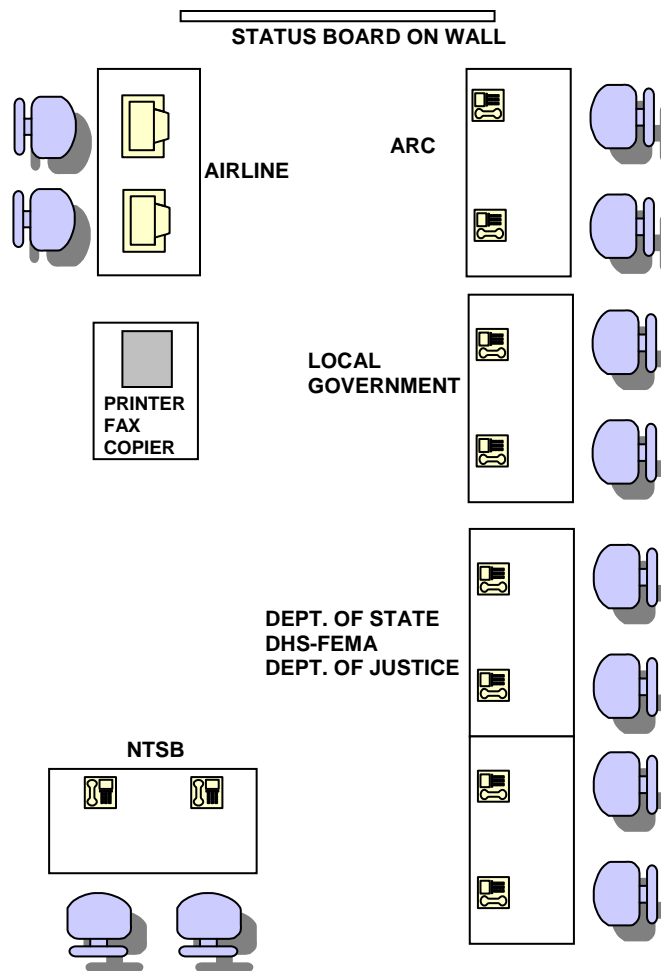 STATUS BOARD ON WALL
AIRLINE
ARC
PRINTER
FAX
COPIER
LOCAL
GOVERNMENT
DEPT. OF STATE
DHS-FEMA
DEPT. OF JUSTICE
NTSB